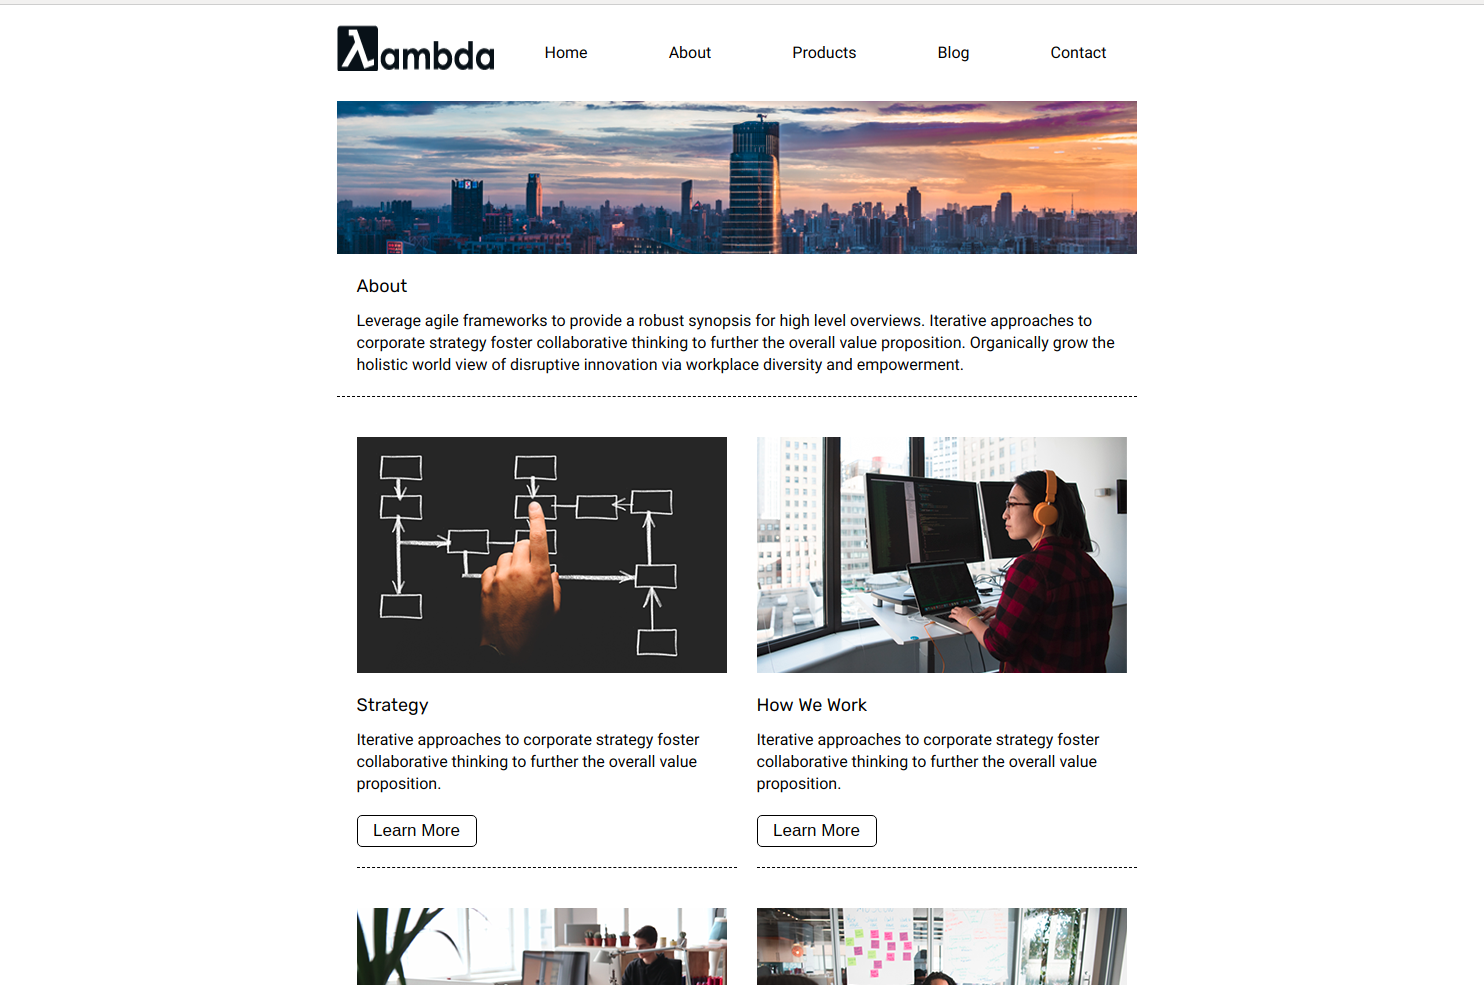 λambda
Home About Products Blog Contact
About
Leverage agile frameworks to provide a robust synopsis for high level overviews. Iterative approaches to
corporate strategy foster collaborative thinking to further the overall value proposition. Organically grow the
holistic world view of disruptive innovation via workplace diversity and empowerment.
Strategy
Iterative approaches to corporate strategy foster
collaborative thinking to further the overall value
proposition.
Learn More
How We Work
Iterative approaches to corporate strategy foster
collaborative thinking to further the overall value
proposition.
Learn More